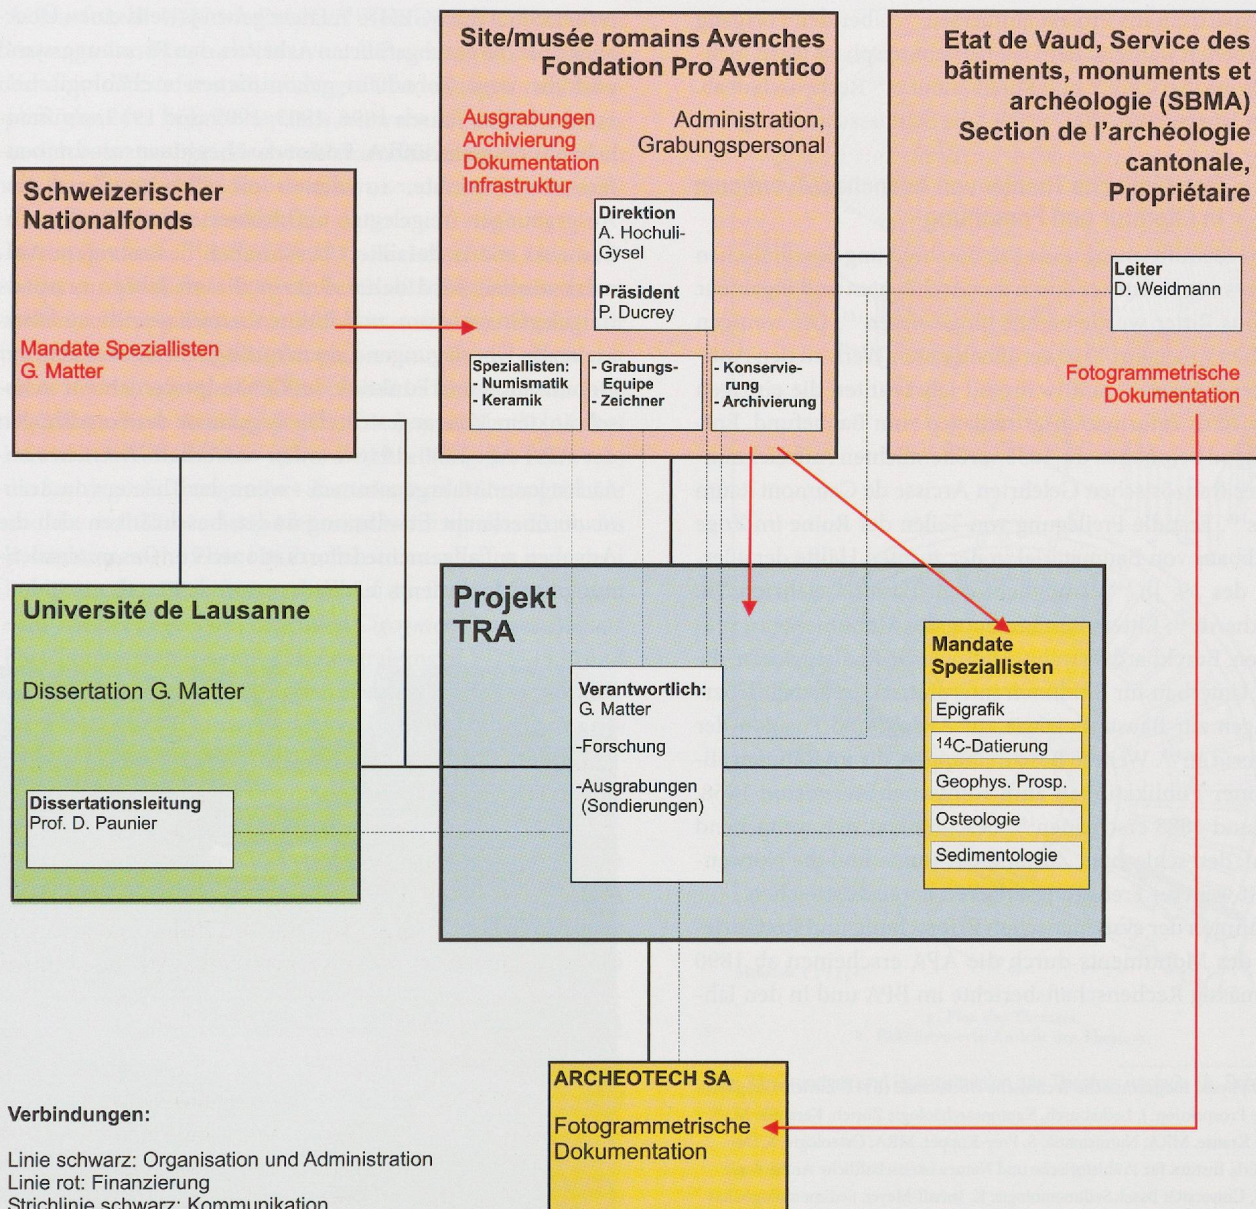 Site/musée romains Avenches
Fondation Pro Aventico
Ausgrabungen
Archivierung
Dokumentation
Infrastruktur
Administration,
Grabungspersonal
Direktion
A. Hochuli-
Gysel
Präsident
P. Ducrey
Speziallisten:
- Numismatik
- Keramik
- Grabungs-
Equipe
- Zeichner
- Konservie-
rung
- Archivierung
Etat de Vaud, Service des
bâtiments, monuments et
archéologie (SBMA)
Section de l'archéologie
cantonale,
Propriétaire
Leiter
D. Weidmann
Fotogrammetrische
Dokumentation
Schweizerischer
Nationalfonds
Mandate Speziallisten
G. Matter
Université de Lausanne
Dissertation G. Matter
Dissertationsleitung
Prof. D. Paunier
Projekt
TRA
Verantwortlich:
G. Matter
-Forschung
-Ausgrabungen
(Sondierungen)
Mandate
Speziallisten
Epigrafik
14C-Datierung
Geophys. Prosp.
Osteologie
Sedimentologie
ARCHEOTECH SA
Fotogrammetrische
Dokumentation
Verbindungen:
Linie schwarz: Organisation und Administration
Linie rot: Finanzierung
Strichlinie schwarz: Kommunikation